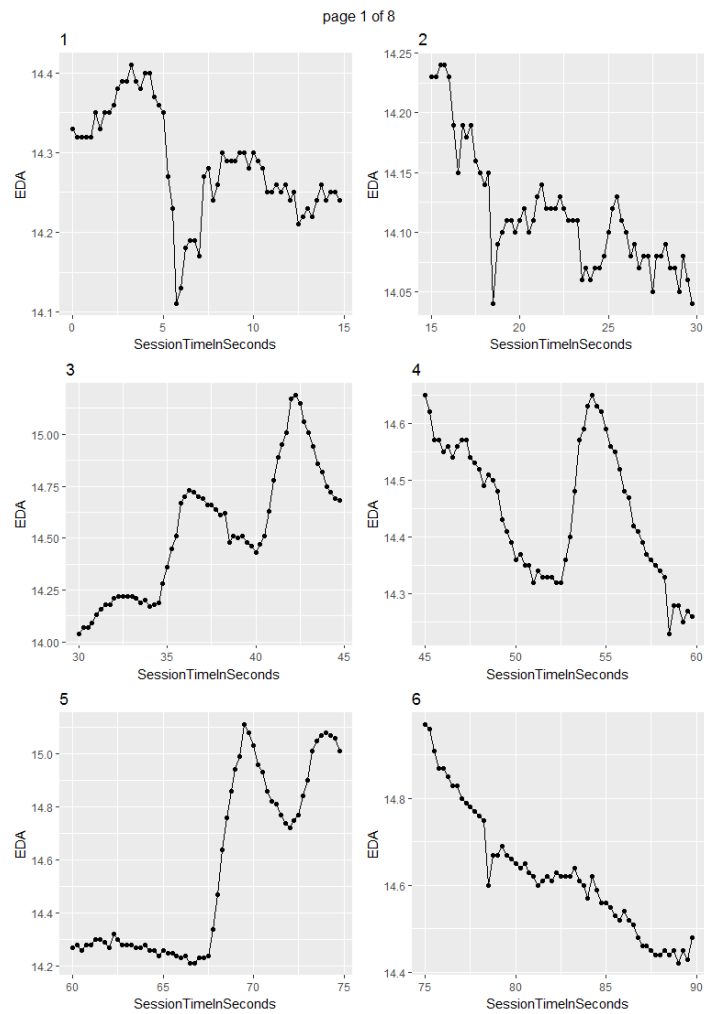 page 1 of 8
1
14.4
14.3
14.2
14.1
EDA
0 5 10 15
SessionTimeInSeconds
2
14.25
14.20
14.15
14.10
14.05
EDA
15 20 25 30
SessionTimeInSeconds
3
15.00
14.75
14.50
14.25
14.00
EDA
30 35 40 45
SessionTimeInSeconds
4
14.6
14.5
14.4
14.3
EDA
45 50 55 60
SessionTimeInSeconds
5
15.0
14.8
14.6
14.4
14.2
EDA
60 65 70 75
SessionTimeInSeconds
6
14.8
14.6
14.4
EDA
75 80 85 90
SessionTimeInSeconds